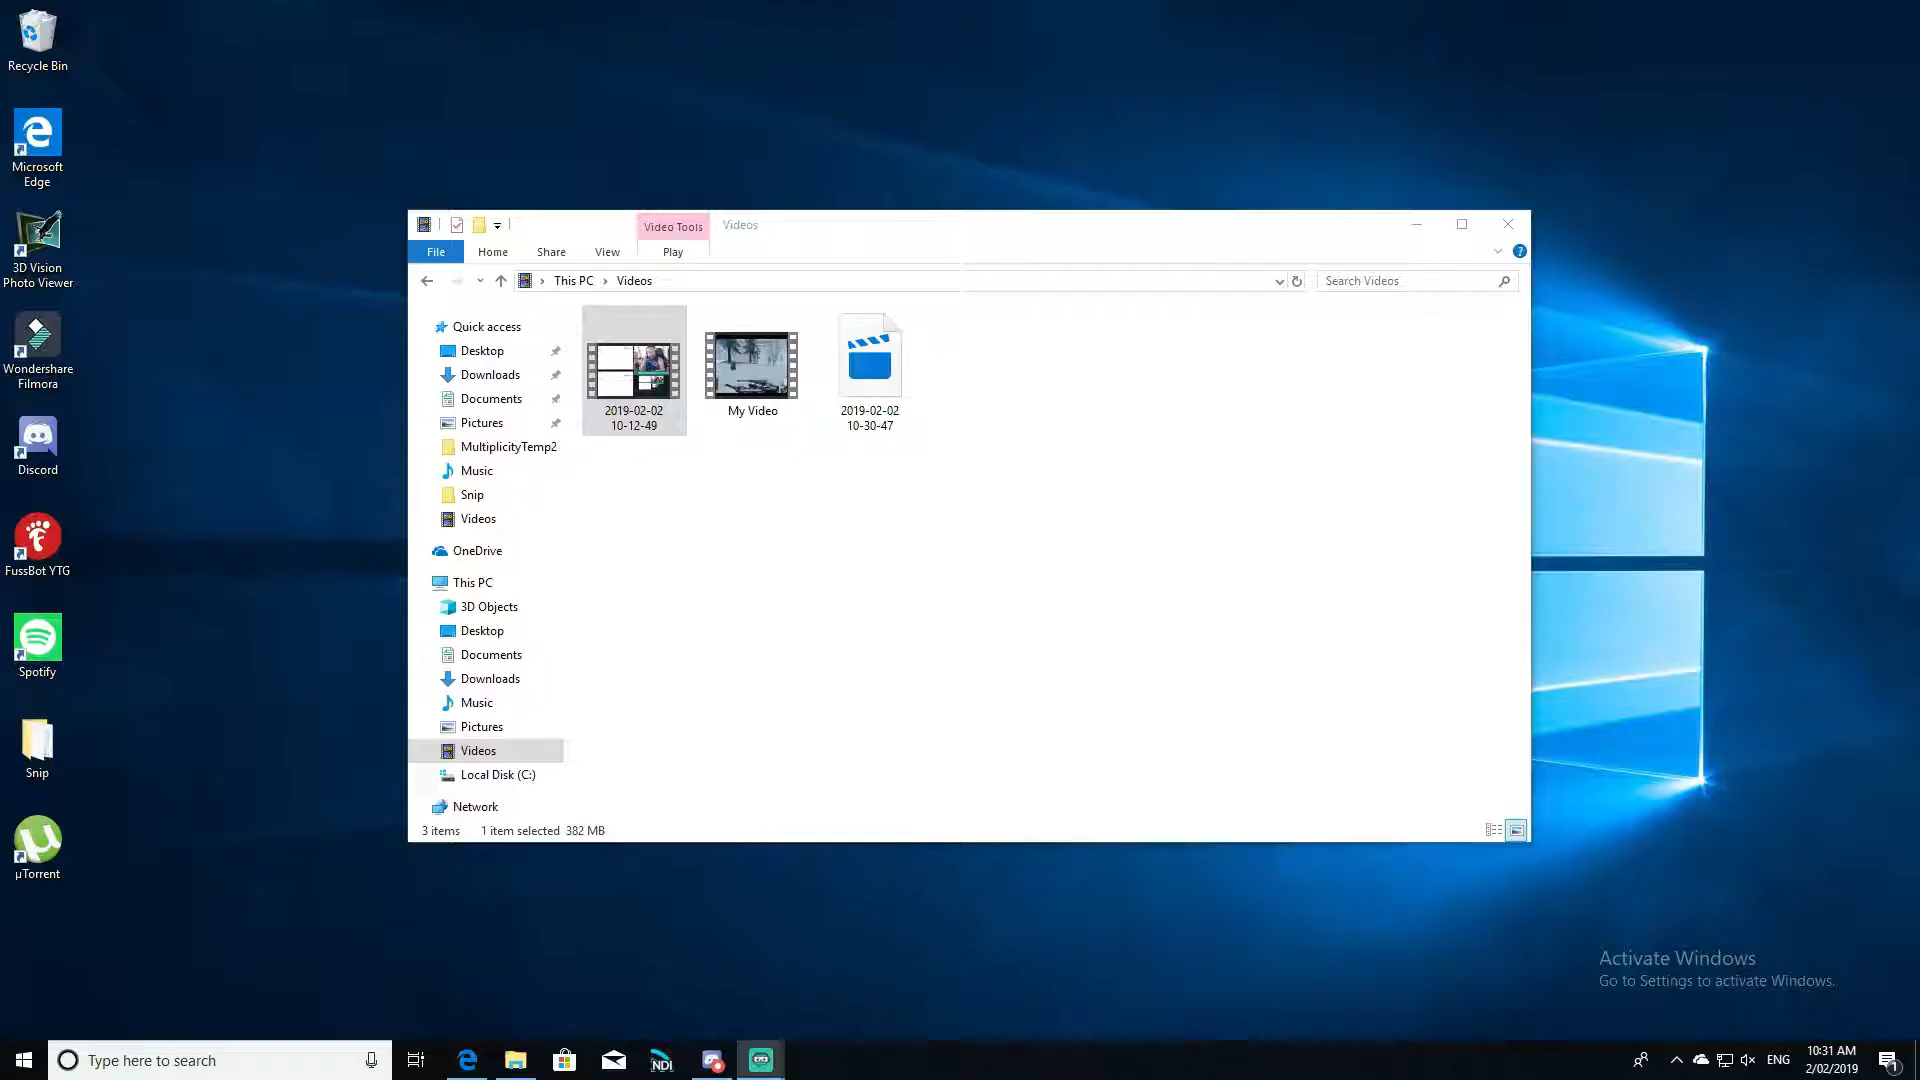 Recycle Bin
Microsoft
Edge
3D Vision
Photo Viewer
Wondershare
Filmora
Discord
FussBot YTG
Spotify
Snip
µTorrent
Video Tools
Videos
File
Home
Share
View
Play
This PC
Videos
Search Videos
Quick access
Desktop
Downloads
Documents
Pictures
MultiplicityTemp2
Music
Snip
Videos
OneDrive
This PC
3D Objects
Desktop
Documents
Downloads
Music
Pictures
Videos
Local Disk (C:)
Network
2019-02-02
10-12-49
My Video
2019-02-02
10-30-47
3 items
1 item selected 382 MB
Activate Windows
Go to Settings to activate Windows.
Type here to search
NDI
ENG
10:31 AM
2/02/2019
1